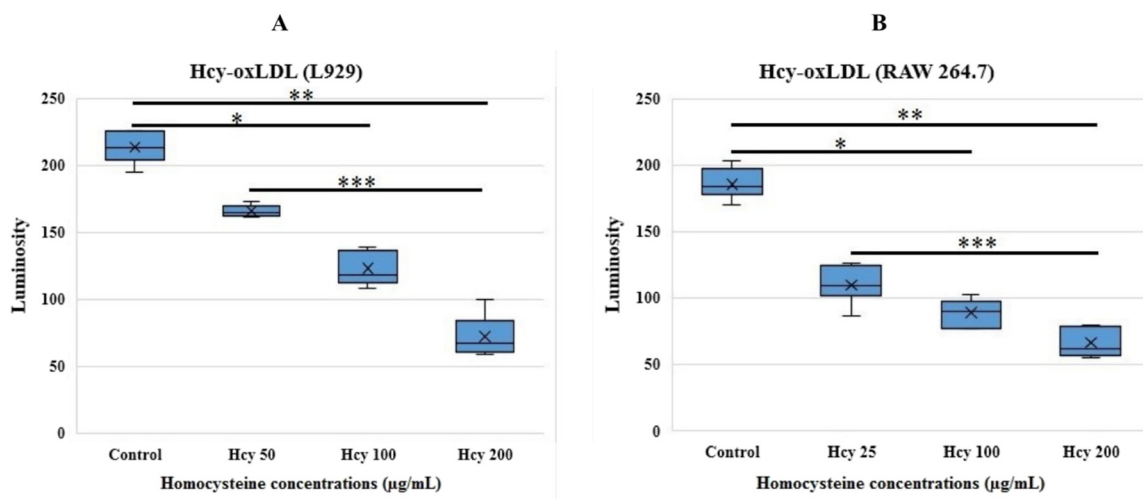 A
Hcy-oxLDL (L929)
250
200
150
100
50
0
**
*
***
Luminosity
Control Hcy 50 Hcy 100 Hcy 200
Homocysteine concentrations (µg/mL)
B
Hcy-oxLDL (RAW 264.7)
250
200
150
100
50
0
**
*
***
Luminosity
Control Hcy 25 Hcy 100 Hcy 200
Homocysteine concentrations (µg/mL)